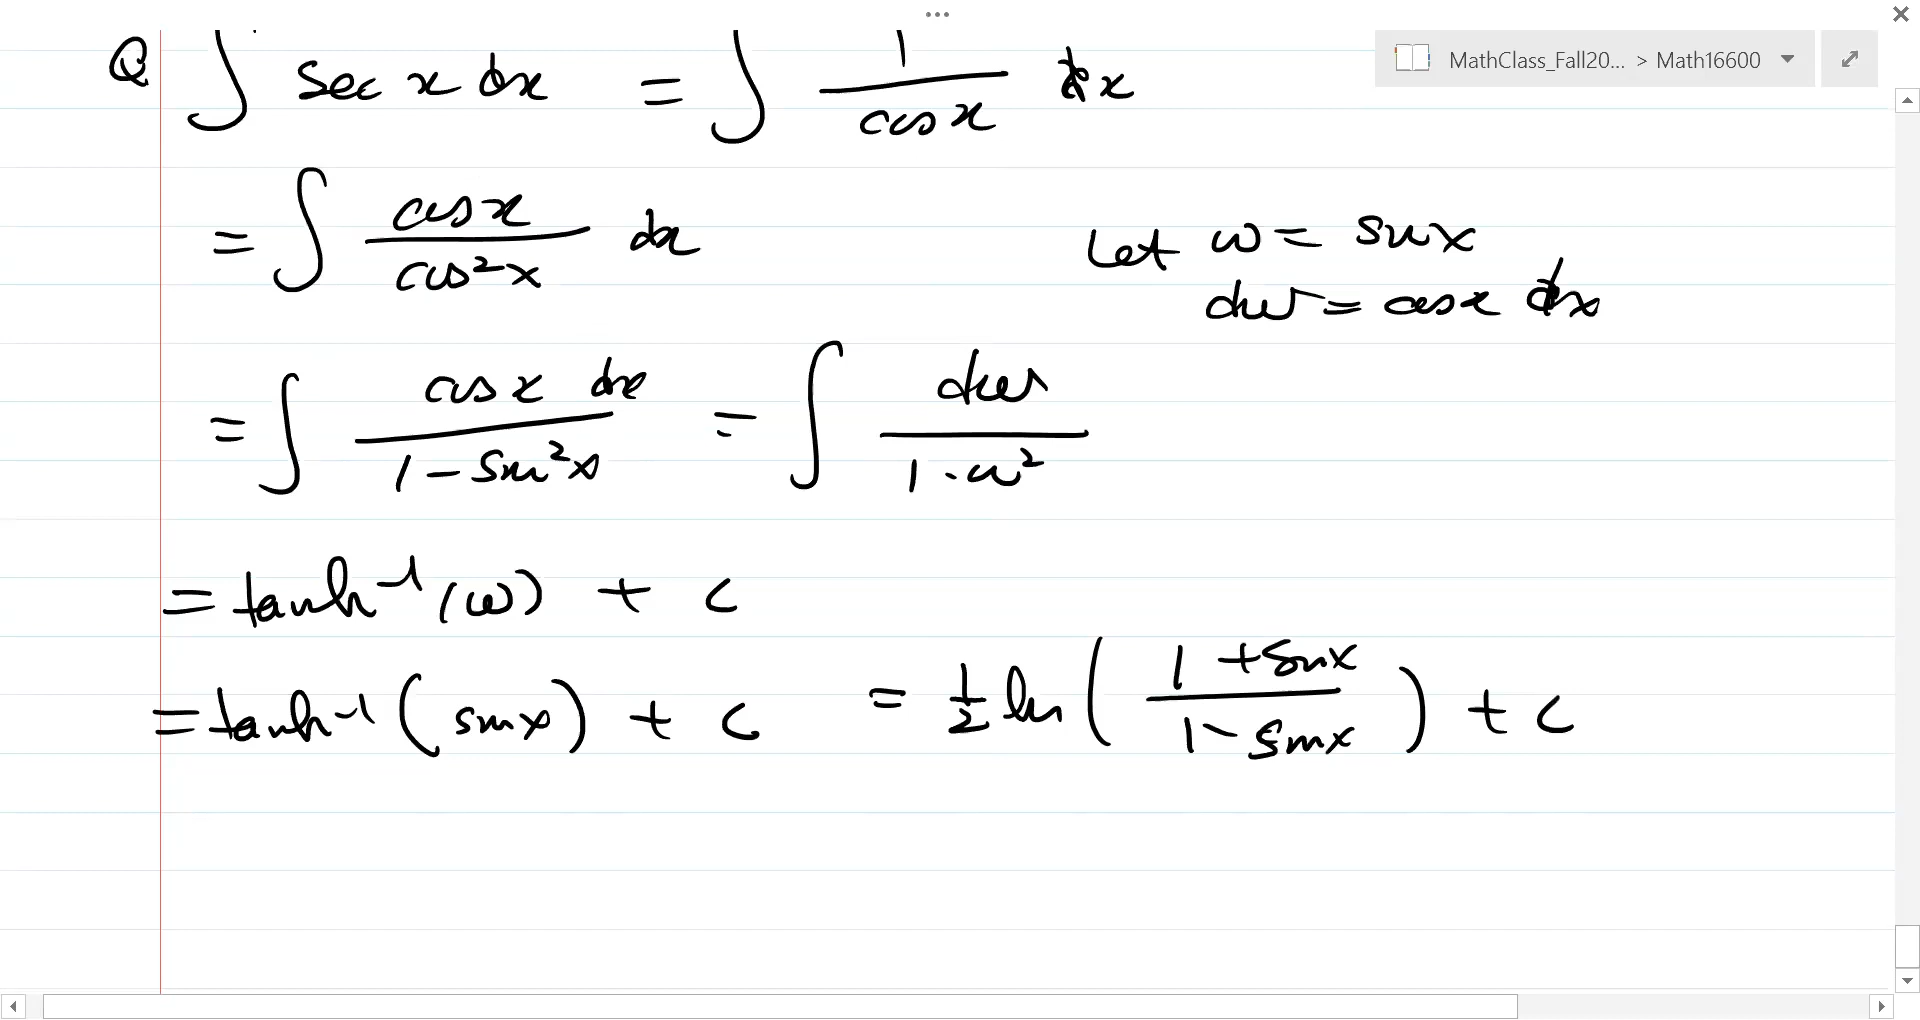 MathClass_Fall20... > Math16600
Q ∫ sec x dx = ∫ 1/cos x dx
= ∫ cos x / cos²x dx
Let w = sin x
dw = cos x dx
= ∫ cos x dx / 1 - sin²x = ∫ dw / 1 - w²
= tanh⁻¹(w) + c
= tanh⁻¹(sin x) + c = 1/2 ln(1 + sin x / 1 - sin x) + c